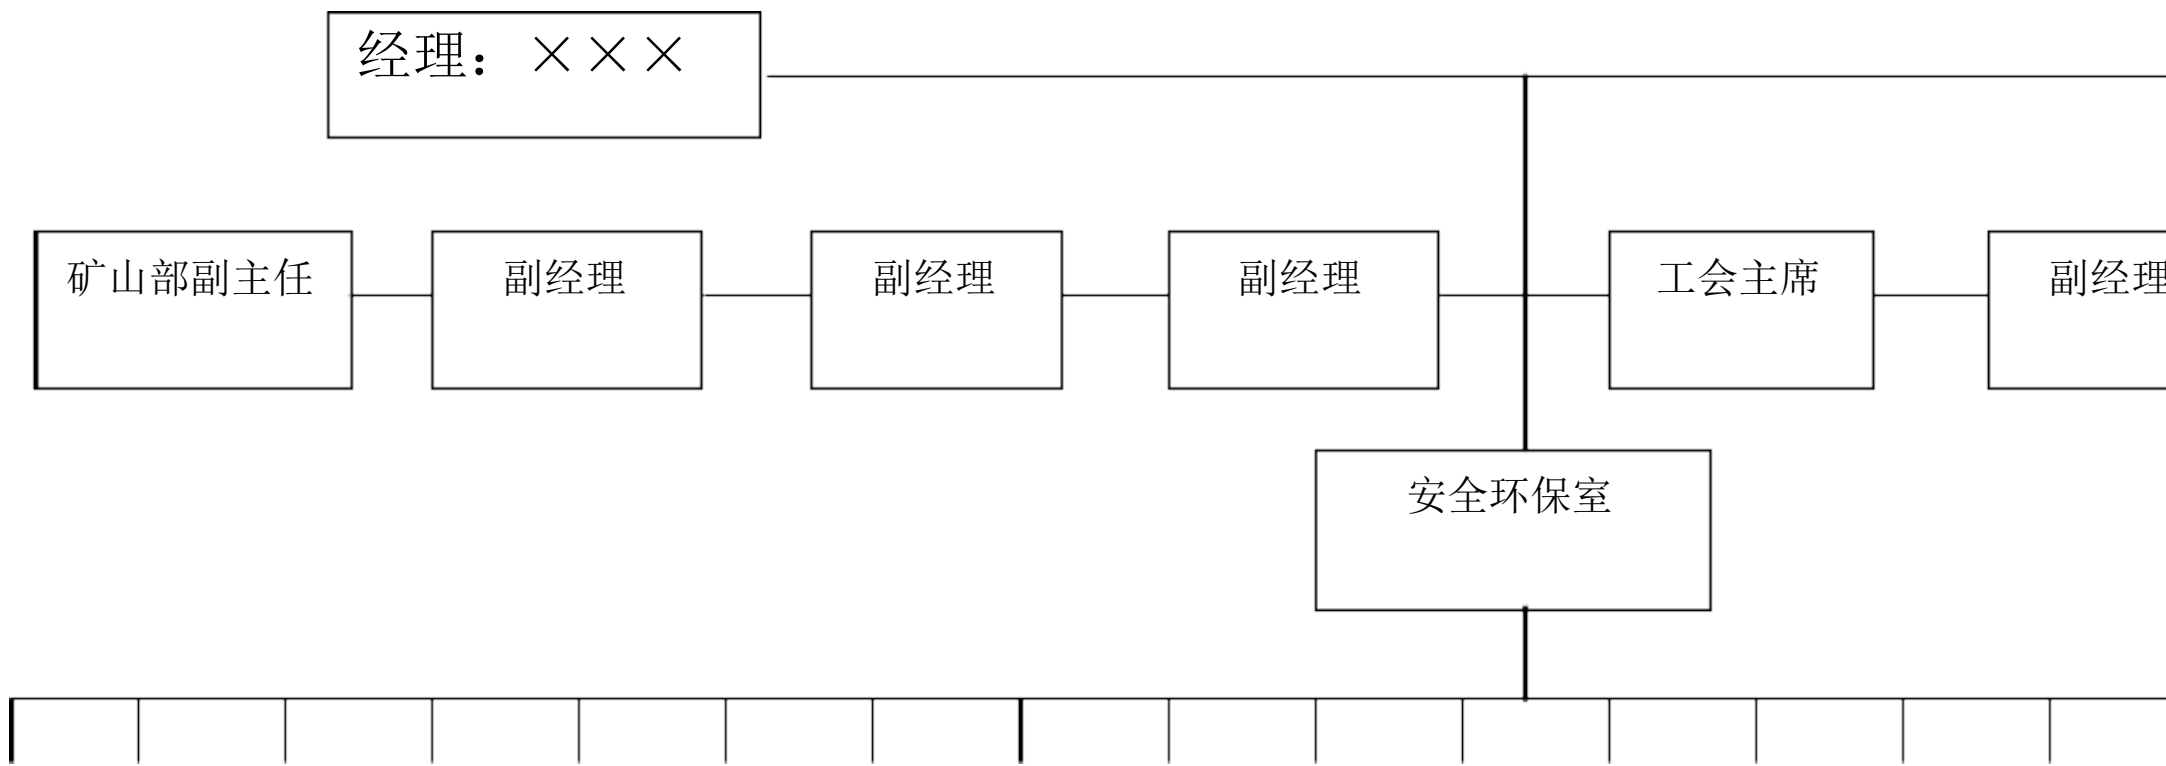 经理：×××
矿山部副主任
副经理
副经理
副经理
工会主席
副经理
安全环保室